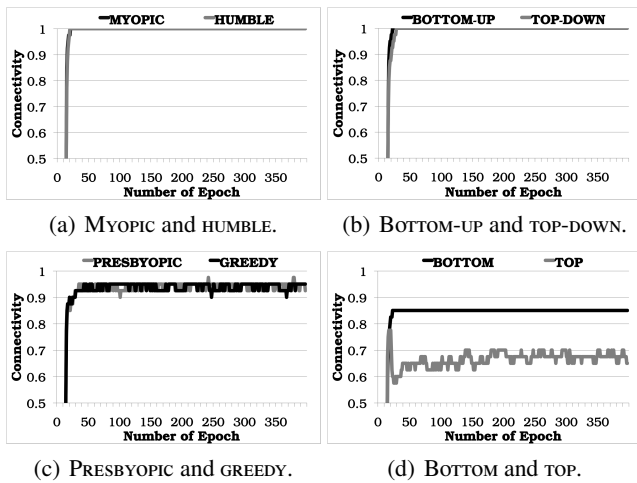 MYOPIC HUMBLE
Connectivity
1
0.9
0.8
0.7
0.6
0.5
0 50 100 150 200 250 300 350
Number of Epoch
(a) MYOPIC and HUMBLE.
BOTTOM-UP TOP-DOWN
Connectivity
1
0.9
0.8
0.7
0.6
0.5
0 50 100 150 200 250 300 350
Number of Epoch
(b) BOTTOM-UP and TOP-DOWN.
PRESBYOPIC GREEDY
Connectivity
1
0.9
0.8
0.7
0.6
0.5
0 50 100 150 200 250 300 350
Number of Epoch
(c) PRESBYOPIC and GREEDY.
BOTTOM TOP
Connectivity
1
0.9
0.8
0.7
0.6
0.5
0 50 100 150 200 250 300 350
Number of Epoch
(d) BOTTOM and TOP.